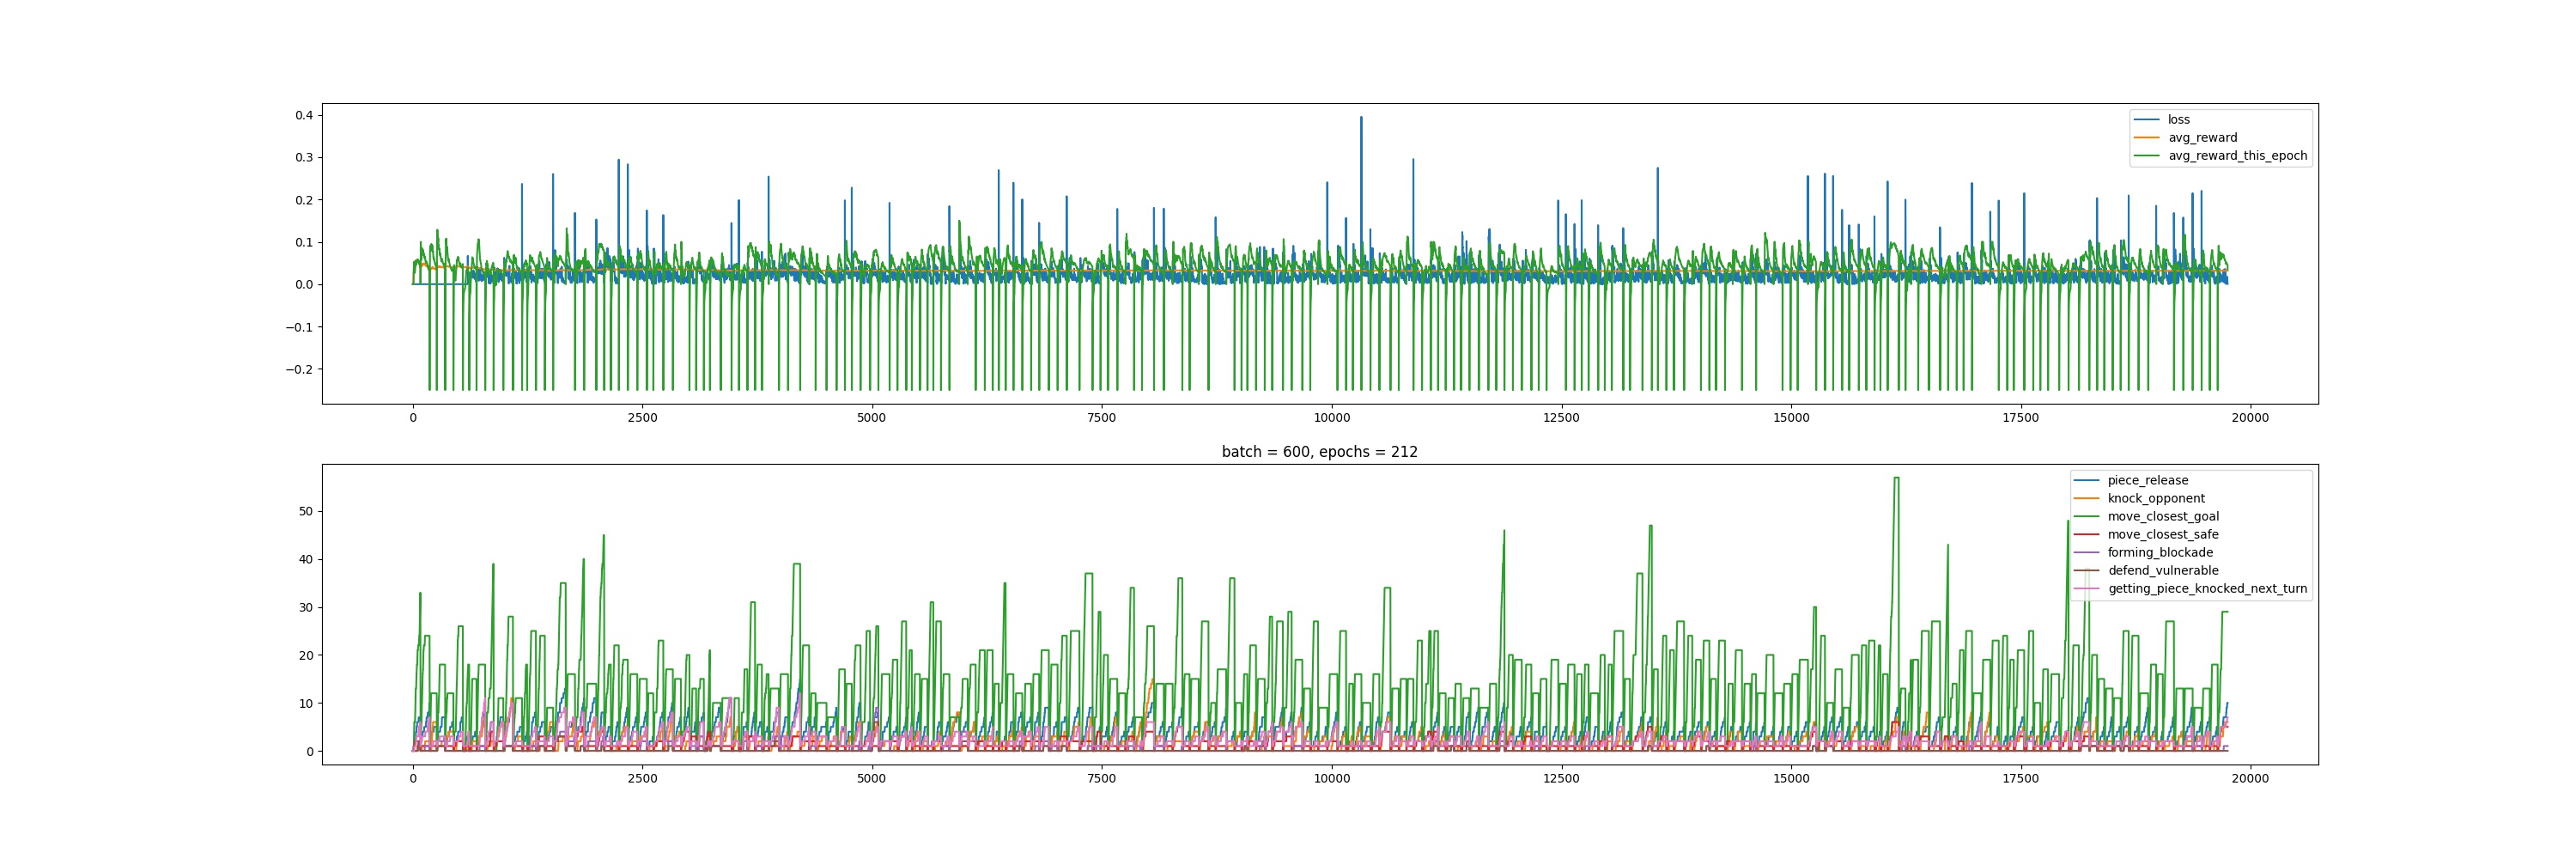 0.4
0.3
0.2
0.1
0.0
−0.1
−0.2
loss
avg_reward
avg_reward_this_epoch
0 2500 5000 7500 10000 12500 15000 17500 20000
batch = 600, epochs = 212
50
40
30
20
10
0
piece_release
knock_opponent
move_closest_goal
move_closest_safe
forming_blockade
defend_vulnerable
getting_piece_knocked_next_turn
0 2500 5000 7500 10000 12500 15000 17500 20000